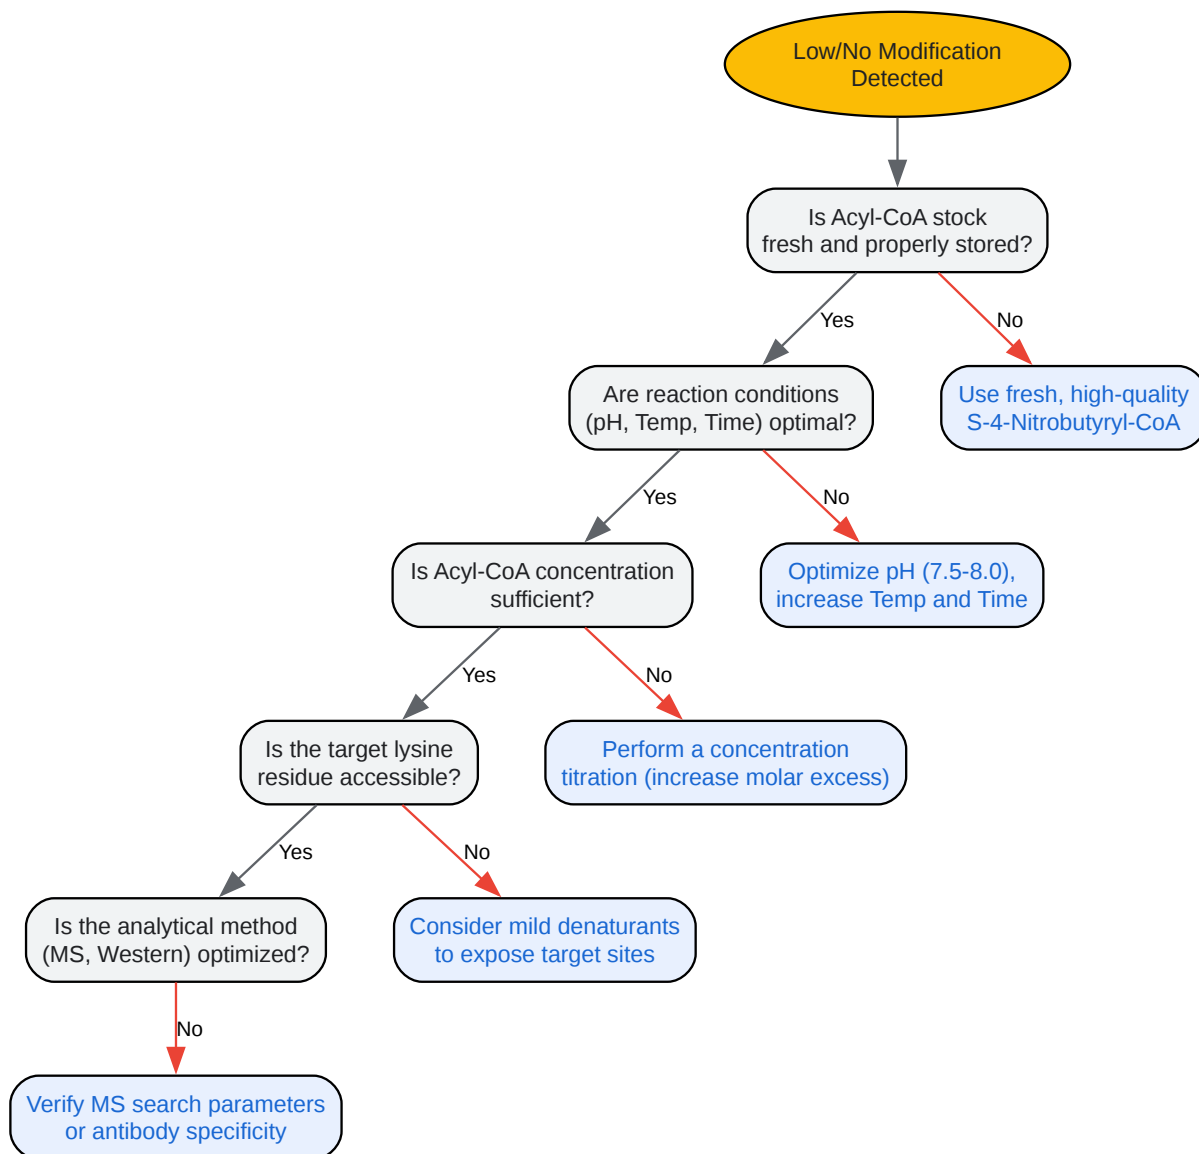 Low/No Modification
Detected
Is Acyl-CoA stock
fresh and properly stored?
Yes
No
Are reaction conditions
(pH, Temp, Time) optimal?
Use fresh, high-quality
S-4-Nitrobutyryl-CoA
Yes
No
Is Acyl-CoA concentration
sufficient?
Optimize pH (7.5-8.0),
increase Temp and Time
Yes
No
Is the target lysine
residue accessible?
Perform a concentration
titration (increase molar excess)
Yes
No
Is the analytical method
(MS, Western) optimized?
Consider mild denaturants
to expose target sites
No
Verify MS search parameters
or antibody specificity